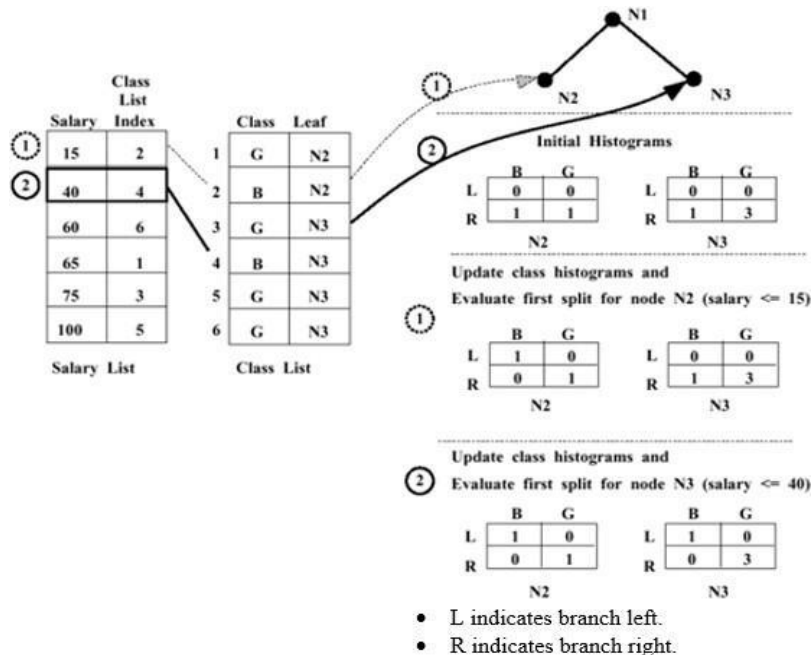 N1
N2
N3
Class
List
Salary Index
1 15 2
2 40 4
60 6
65 1
75 3
100 5
Salary List
Class Leaf
1 G N2
2 B N2
3 G N3
4 B N3
5 G N3
6 G N3
Class List
1
2
Initial Histograms
B G B G
L 0 0 L 0 0
R 1 1 R 1 3
N2 N3
Update class histograms and
1 Evaluate first split for node N2 (salary <= 15)
B G B G
L 1 0 L 0 0
R 0 1 R 1 3
N2 N3
Update class histograms and
2 Evaluate first split for node N3 (salary <= 40)
B G B G
L 1 0 L 1 0
R 0 1 R 0 3
N2 N3
• L indicates branch left.
• R indicates branch right.